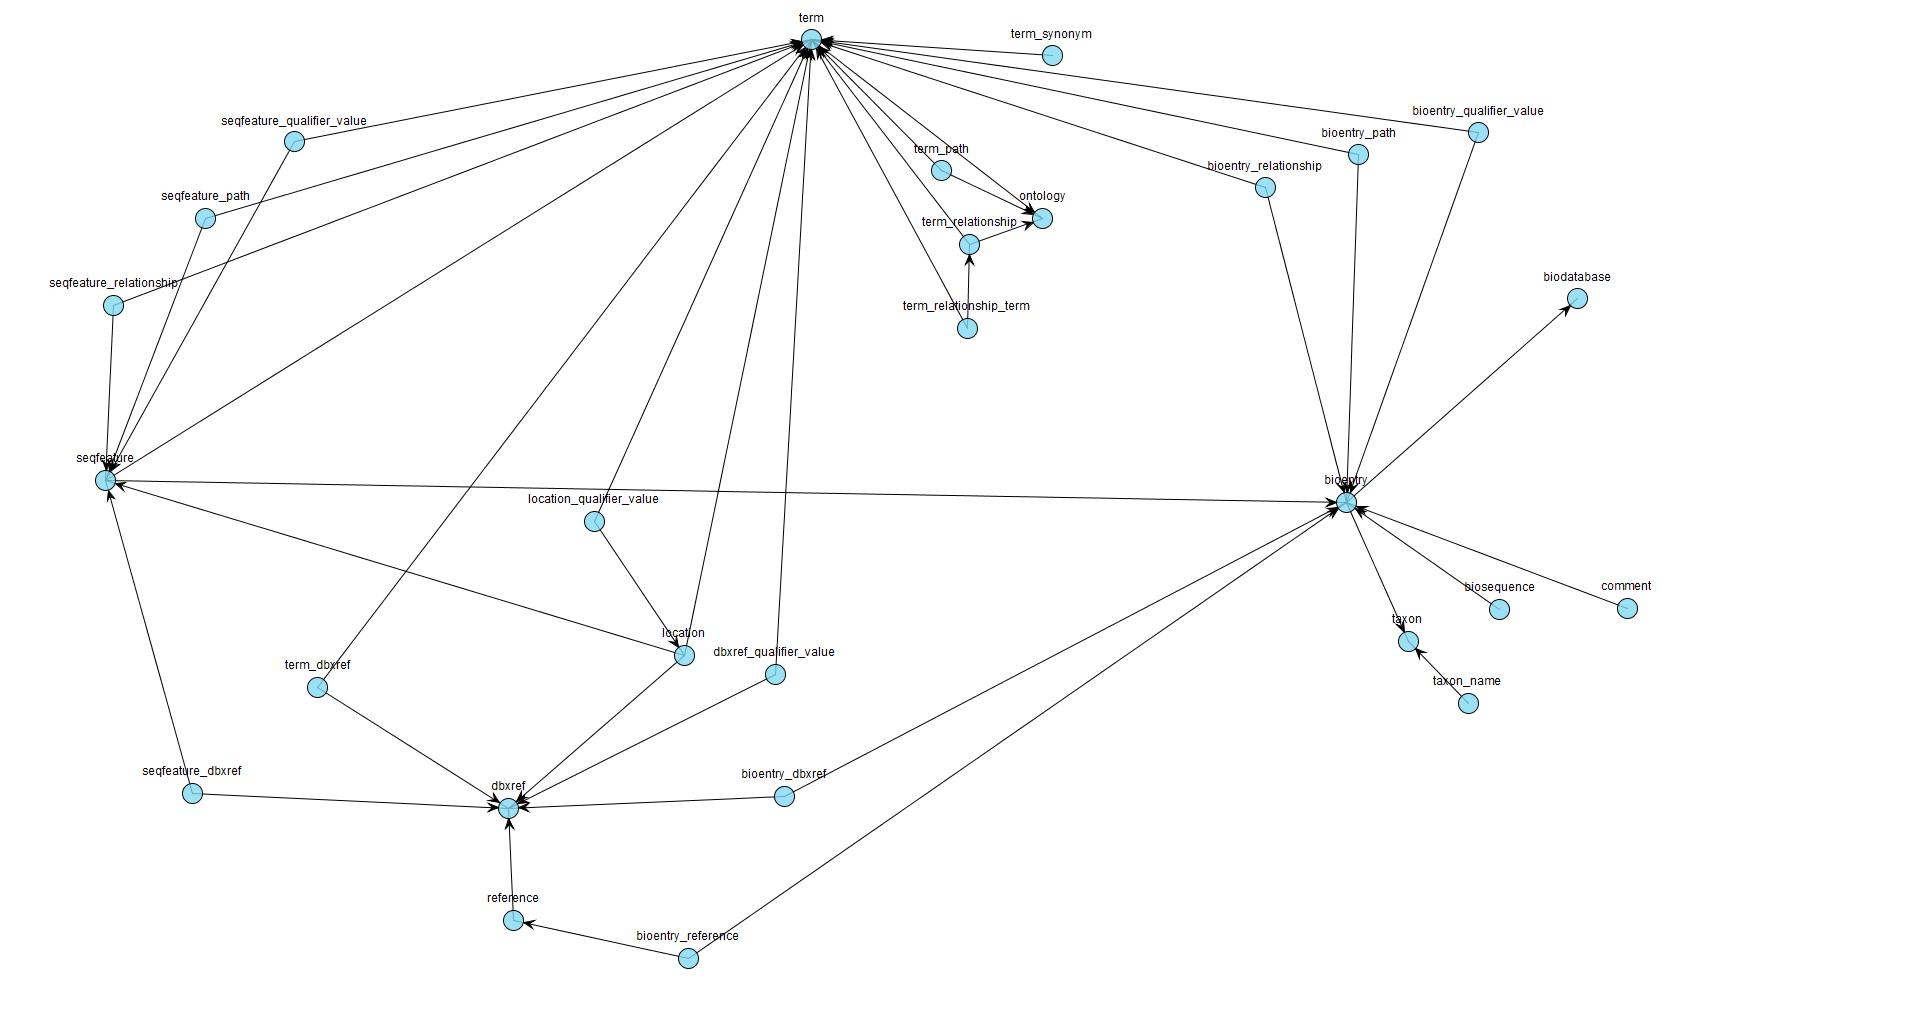 term
term_synonym
bioentry_qualifier_value
seqfeature_qualifier_value
bioentry_path
term_path
bioentry_relationship
seqfeature_path
ontology
term_relationship
biodatabase
seqfeature_relationship
term_relationship_term
seqfeature
bioentry
location_qualifier_value
comment
biosequence
taxon
location
dbxref_qualifier_value
term_dbxref
taxon_name
seqfeature_dbxref
bioentry_dbxref
dbxref
reference
bioentry_reference